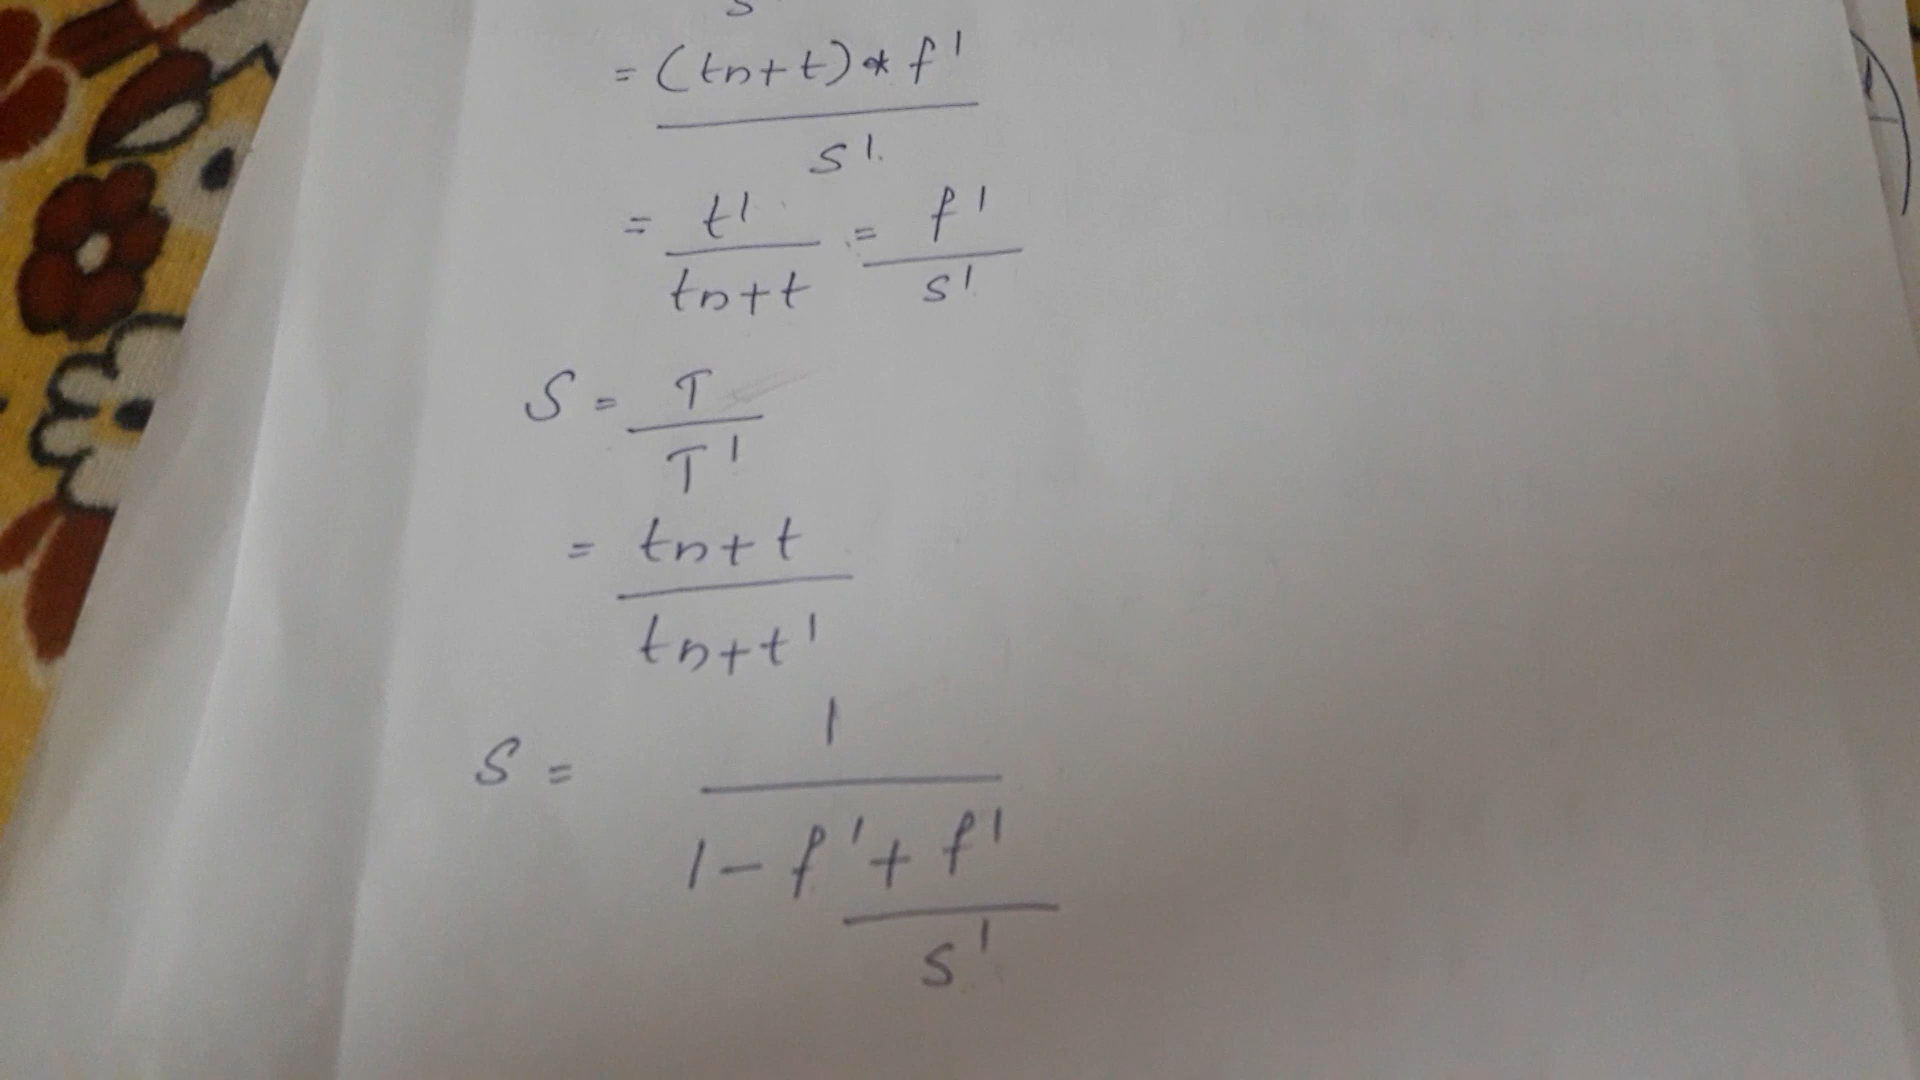 = (tn+t) * f'
s'
= t' = f'
tn+t s'
S = T
T'
= tn+t
tn+t'
S = 1
1 - f' + f'
s'